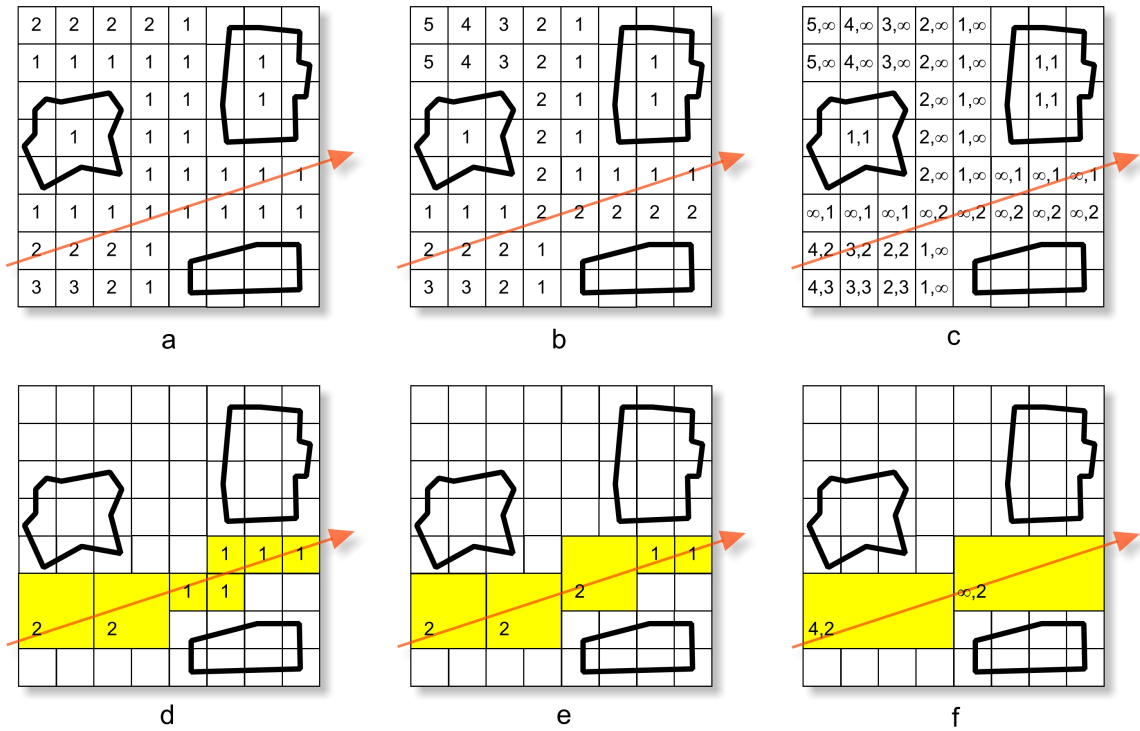 2 2 2 2 1
1 1 1 1 1 1
1 1 1
1 1 1
1 1 1 1 1
1 1 1 1 1 1 1 1
2 2 2 1
3 3 2 1
a
5 4 3 2 1
5 4 3 2 1 1
2 1 1
1 2 1
2 1 1 1 1
1 1 1 2 2 2 2 2
2 2 2 1
3 3 2 1
b
5,∞ 4,∞ 3,∞ 2,∞ 1,∞
5,∞ 4,∞ 3,∞ 2,∞ 1,∞ 1,1
2,∞ 1,∞ 1,1
1,1 2,∞ 1,∞
2,∞ 1,∞ ∞,1 ∞,1 ∞,1
∞,1 ∞,1 ∞,1 ∞,2 ∞,2 ∞,2 ∞,2 ∞,2
4,2 3,2 2,2 1,∞
4,3 3,3 2,3 1,∞
c
1 1 1
1 1
2 2
d
1 1
2
2 2
e
∞,2
4,2
f